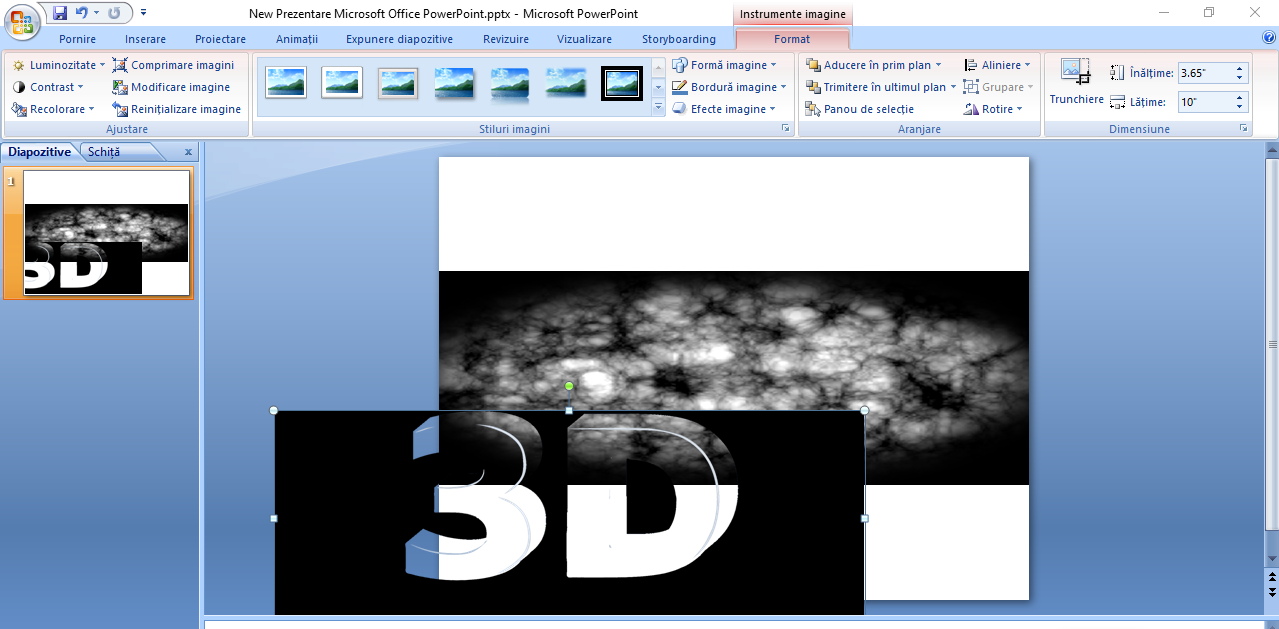 New Prezentare Microsoft Office PowerPoint.pptx - Microsoft PowerPoint
Instrumente imagine
Pornire Inserare Proiectare Animații Expunere diapozitive Revizuire Vizualizare Storyboarding Format
Luminozitate
Contrast
Recolorare
Comprimare imagini
Modificare imagine
Reinițializare imagine
Ajustare
Formă imagine
Bordură imagine
Efecte imagine
Stiluri imagini
Aducere în prim plan
Trimitere în ultimul plan
Panou de selecție
Aliniere
Grupare
Rotire
Aranjare
Trunchiere
Înălțime: 3.65"
Lățime: 10"
Dimensiune
Diapozitive Schiță x
1
3D
3D